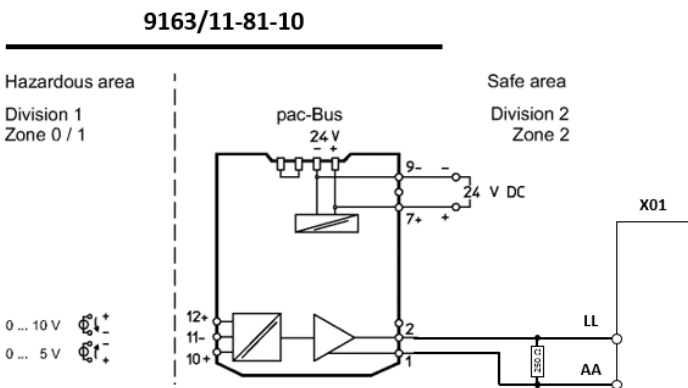 9163/11-81-10
Hazardous area
Safe area
Division 1
Zone 0 / 1
pac-Bus
24 V
- +
Division 2
Zone 2
9-
-
24 V DC
7+
+
X01
0 ... 10 V
+
-
0 ... 5 V
-
+
12+
11-
10+
2
1
250 Ω
LL
AA